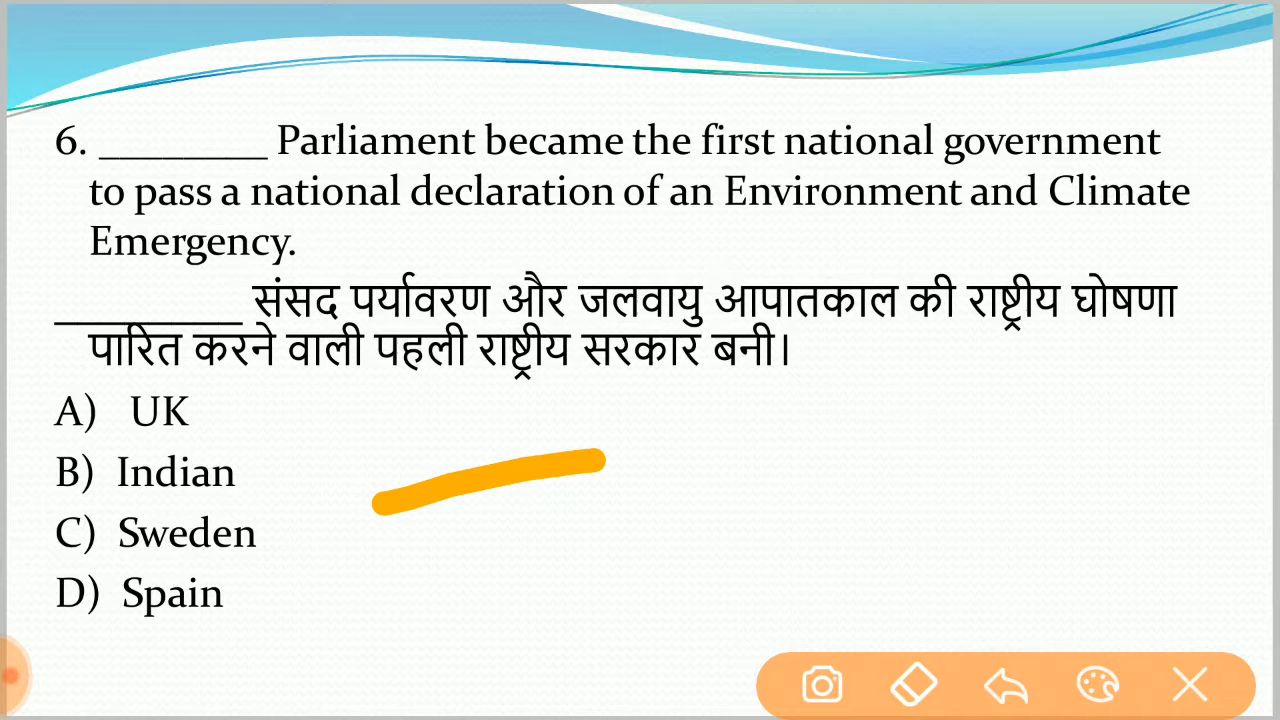 6. _________ Parliament became the first national government
to pass a national declaration of an Environment and Climate
Emergency.
_________ संसद पर्यावरण और जलवायु आपातकाल की राष्ट्रीय घोषणा
पारित करने वाली पहली राष्ट्रीय सरकार बनी।
A) UK
B) Indian
C) Sweden
D) Spain